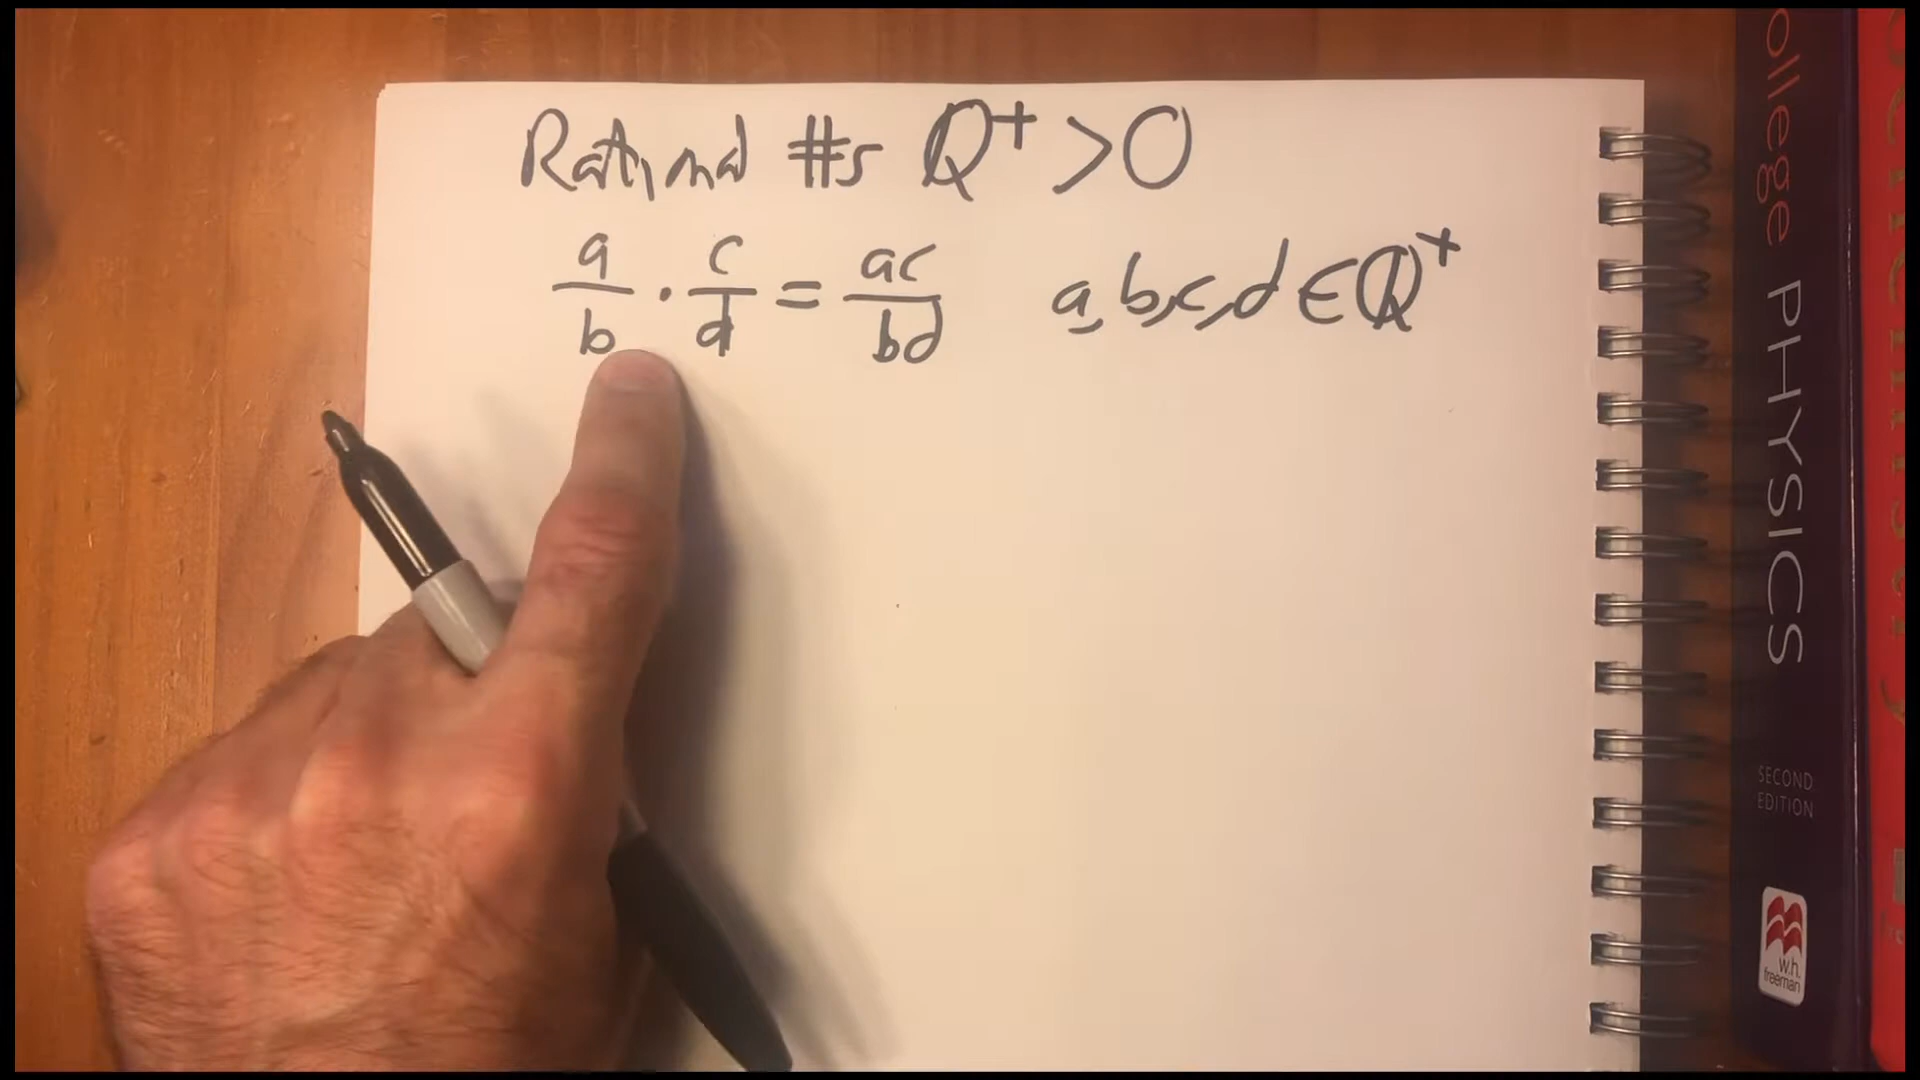 Rational #s ℚ⁺ > 0
a/b · c/d = ac/bd   a, b, c, d ∈ ℚ⁺
College PHYSICS
SECOND EDITION
w.h. freeman